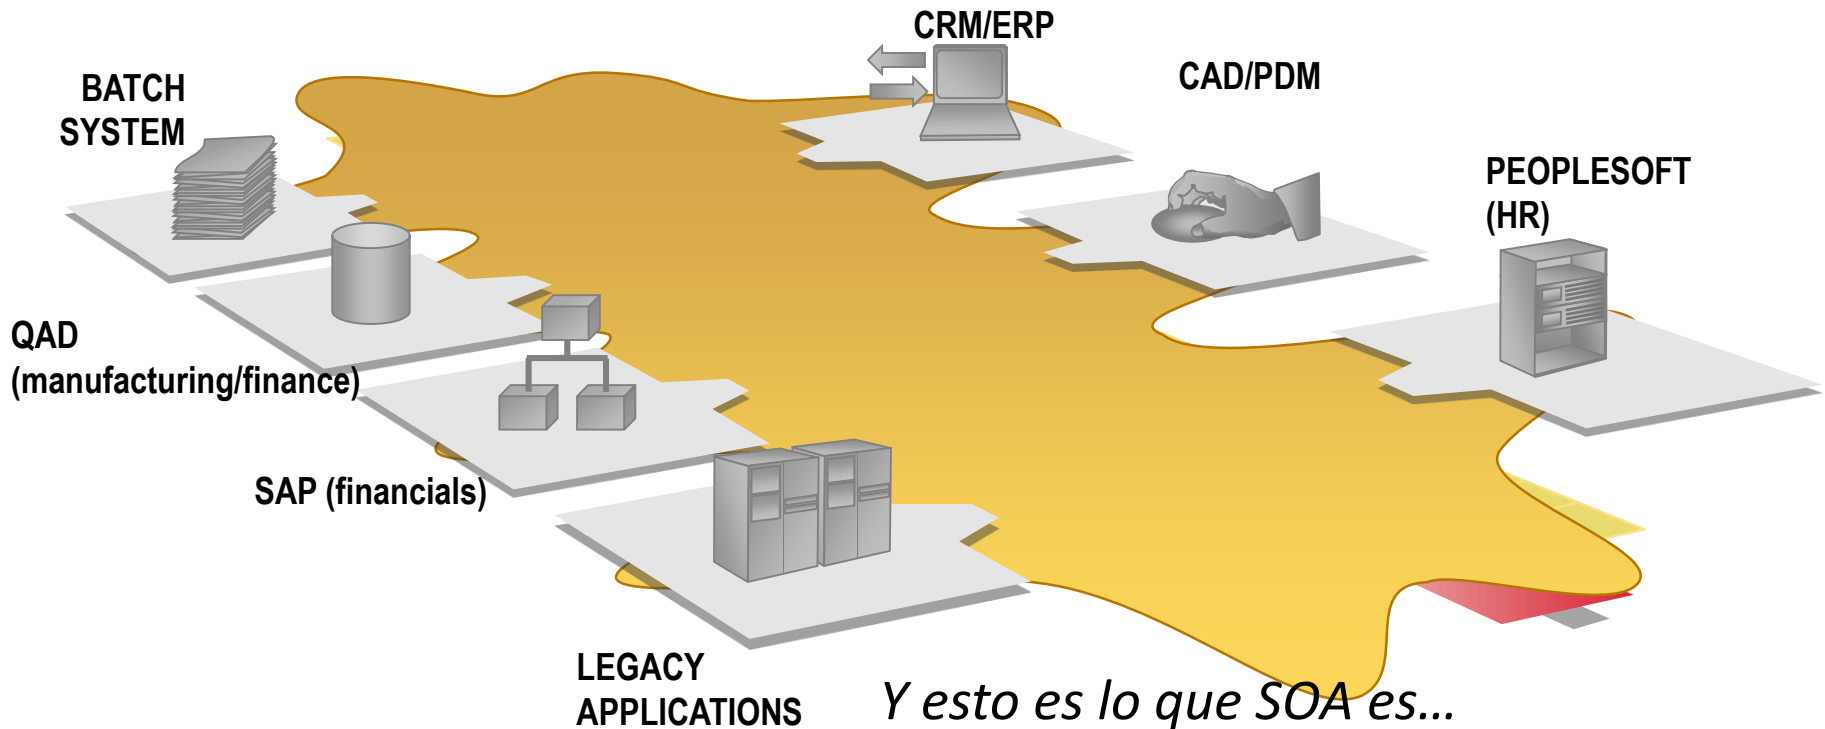 CRM/ERP
CAD/PDM
BATCH
SYSTEM
PEOPLESOFT
(HR)
QAD
(manufacturing/finance)
SAP (financials)
LEGACY
APPLICATIONS
Y esto es lo que SOA es...